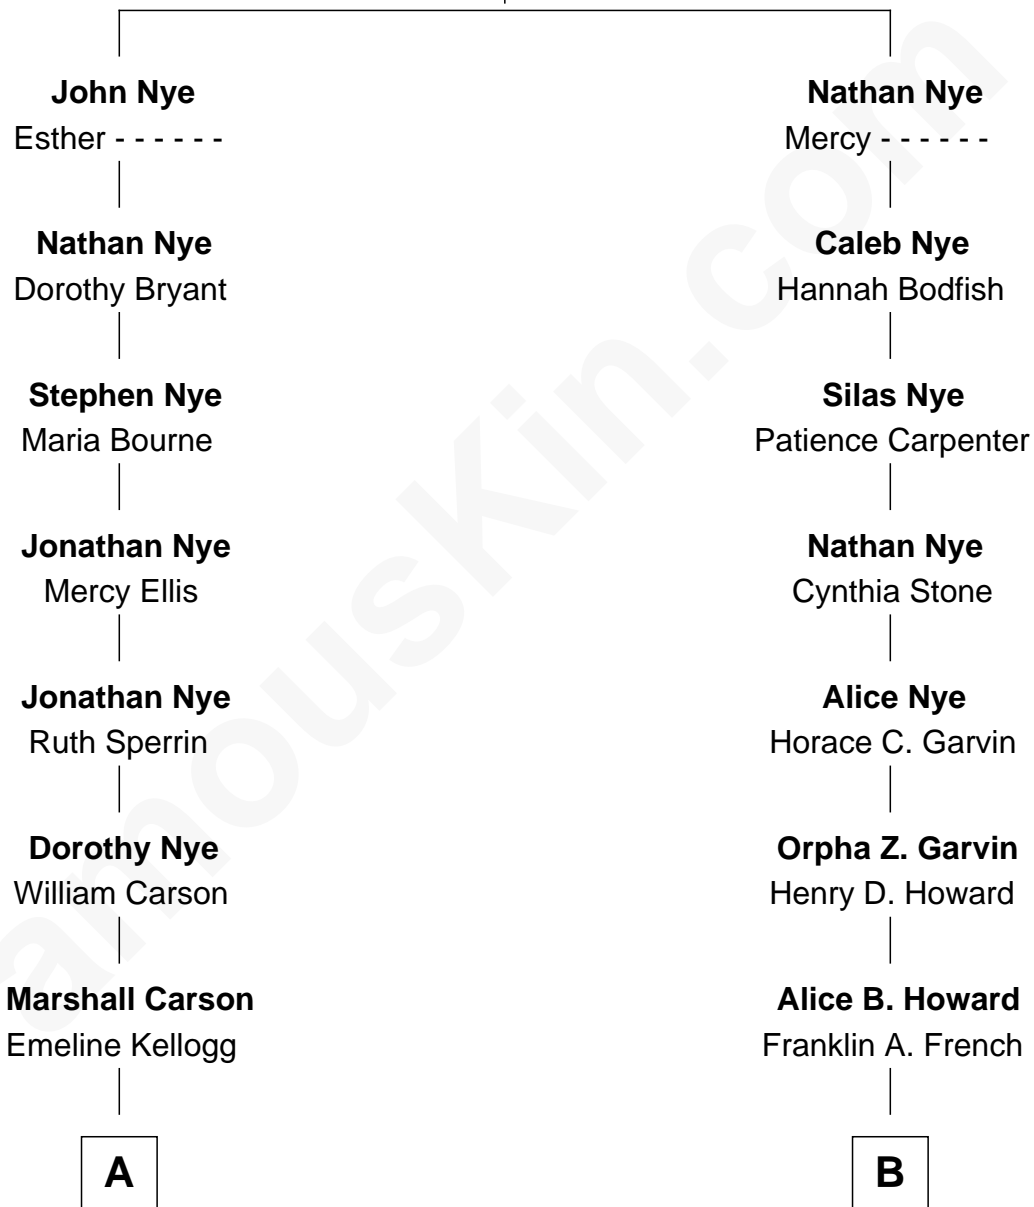 John Nye
Esther - - - - - -
Nathan Nye
Dorothy Bryant
Stephen Nye
Maria Bourne
Jonathan Nye
Mercy Ellis
Jonathan Nye
Ruth Sperrin
Dorothy Nye
William Carson
Marshall Carson
Emeline Kellogg
A
Nathan Nye
Mercy - - - - - -
Caleb Nye
Hannah Bodfish
Silas Nye
Patience Carpenter
Nathan Nye
Cynthia Stone
Alice Nye
Horace C. Garvin
Orpha Z. Garvin
Henry D. Howard
Alice B. Howard
Franklin A. French
B
amouskin.com